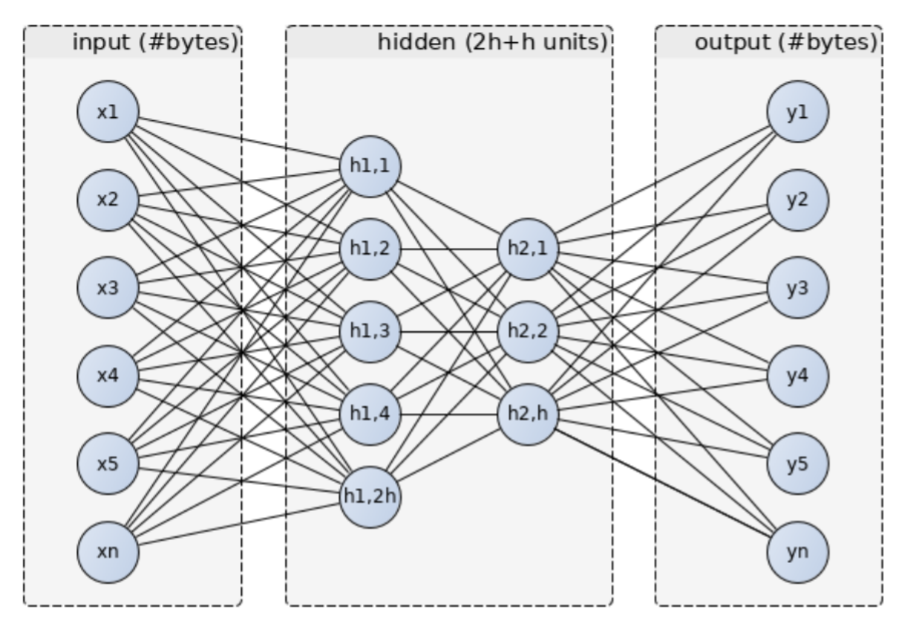 input (#bytes)
hidden (2h+h units)
output (#bytes)
x1
x2
x3
x4
x5
xn
h1,1
h1,2
h1,3
h1,4
h1,2h
h2,1
h2,2
h2,h
y1
y2
y3
y4
y5
yn